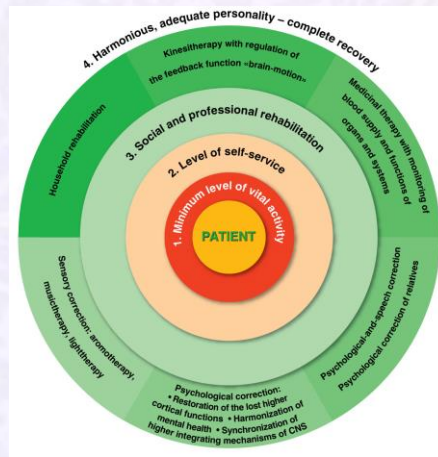 4. Harmonious, adequate personality – complete recovery
Kinesitherapy with regulation of
the feedback function «brain-motion»
Medicinal therapy with monitoring of
blood supply and functions of
organs and systems
Household rehabilitation
3. Social and professional rehabilitation
2. Level of self-service
1. Minimum level of vital activity
PATIENT
Sensory correction: aromotherapy,
musictherapy, lighttherapy
Psychological correction:
• Restoration of the lost higher
cortical functions • Harmonization of
mental health • Synchronization of
higher integrating mechanisms of CNS
Psychological-and-speech correction
Psychological correction of relatives